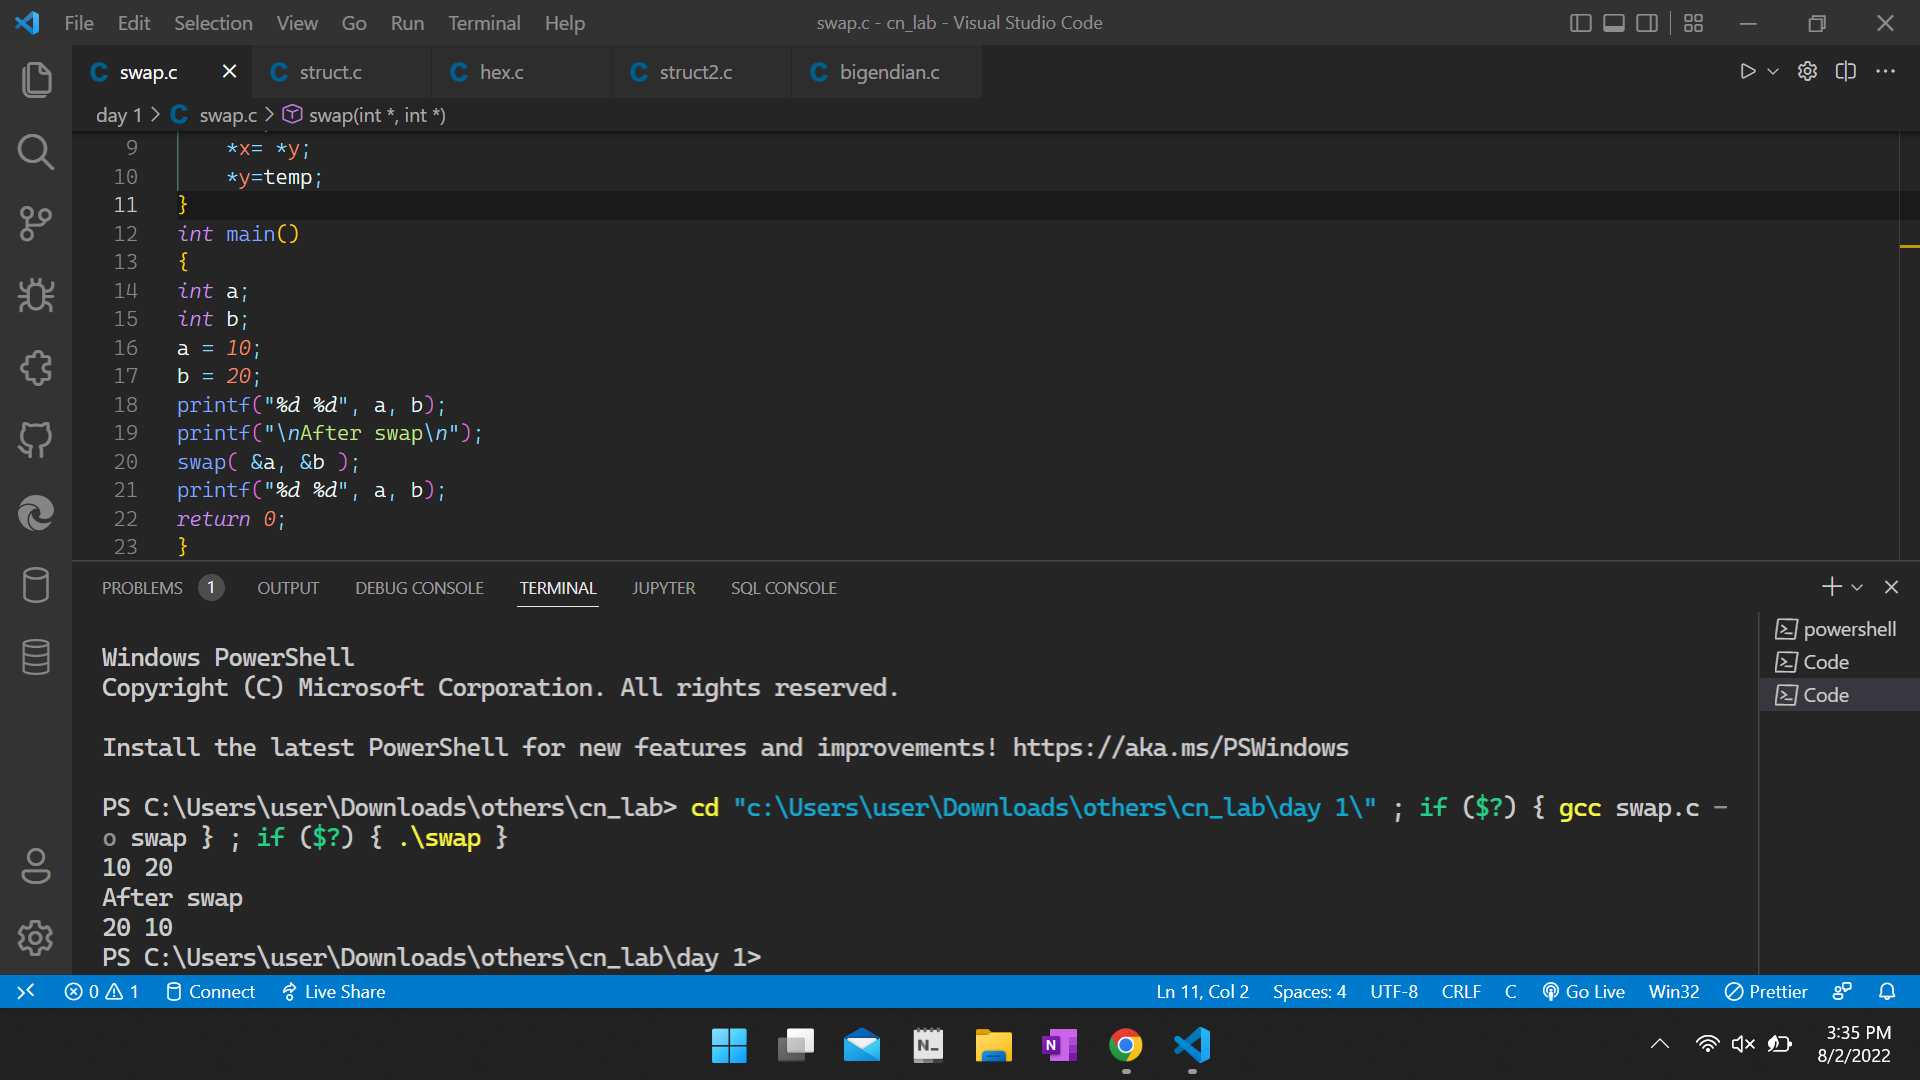 File Edit Selection View Go Run Terminal Help swap.c - cn_lab - Visual Studio Code
C swap.c C struct.c C hex.c C struct2.c C bigendian.c
day 1 > C swap.c > swap(int *, int *)
9 *x= *y;
10 *y=temp;
11 }
12 int main()
13 {
14 int a;
15 int b;
16 a = 10;
17 b = 20;
18 printf("%d %d", a, b);
19 printf("\nAfter swap\n");
20 swap( &a, &b );
21 printf("%d %d", a, b);
22 return 0;
23 }
PROBLEMS 1 OUTPUT DEBUG CONSOLE TERMINAL JUPYTER SQL CONSOLE
powershell
Code
Code
Windows PowerShell
Copyright (C) Microsoft Corporation. All rights reserved.
Install the latest PowerShell for new features and improvements! https://aka.ms/PSWindows
PS C:\Users\user\Downloads\others\cn_lab> cd "c:\Users\user\Downloads\others\cn_lab\day 1\" ; if ($?) { gcc swap.c -
o swap } ; if ($?) { .\swap }
10 20
After swap
20 10
PS C:\Users\user\Downloads\others\cn_lab\day 1>
0 1 Connect Live Share Ln 11, Col 2 Spaces: 4 UTF-8 CRLF C Go Live Win32 Prettier
3:35 PM
8/2/2022